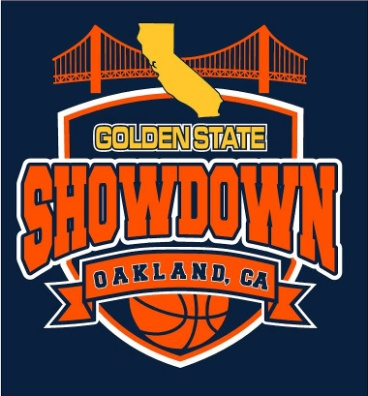 GOLDEN STATE
SHOWDOWN
OAKLAND, CA